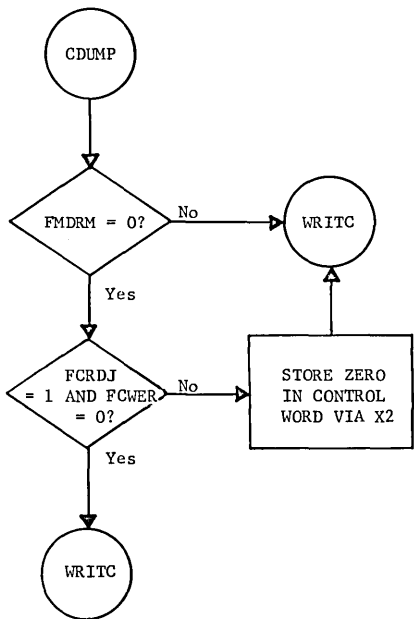 CDUMP
FMDRM = 0?
No
WRITC
Yes
FCRDJ
= 1 AND FCWER
= 0?
No
STORE ZERO
IN CONTROL
WORD VIA X2
Yes
WRITC